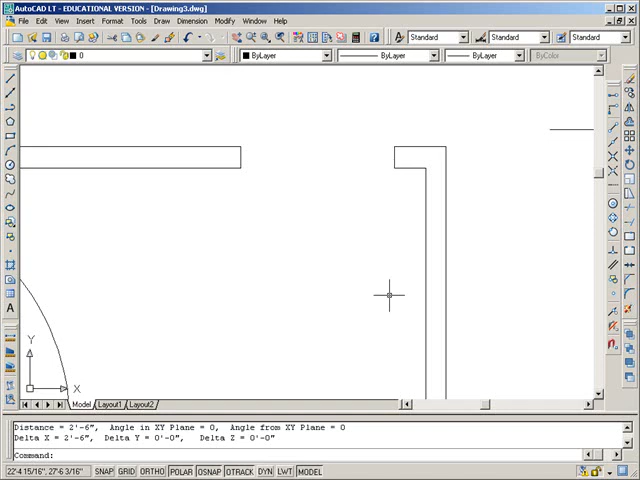 AutoCAD LT - EDUCATIONAL VERSION - [Drawing3.dwg]
File Edit View Insert Format Tools Draw Dimension Modify Window Help
Standard Standard Standard
0 ByLayer ByLayer ByLayer ByColor
Y
X
Model Layout1 Layout2
Distance = 2'-6", Angle in XY Plane = 0, Angle from XY Plane = 0
Delta X = 2'-6", Delta Y = 0'-0", Delta Z = 0'-0"
Command:
22'-4 15/16", 27'-6 3/16" SNAP GRID ORTHO POLAR OSNAP OTRACK DYN LWT MODEL